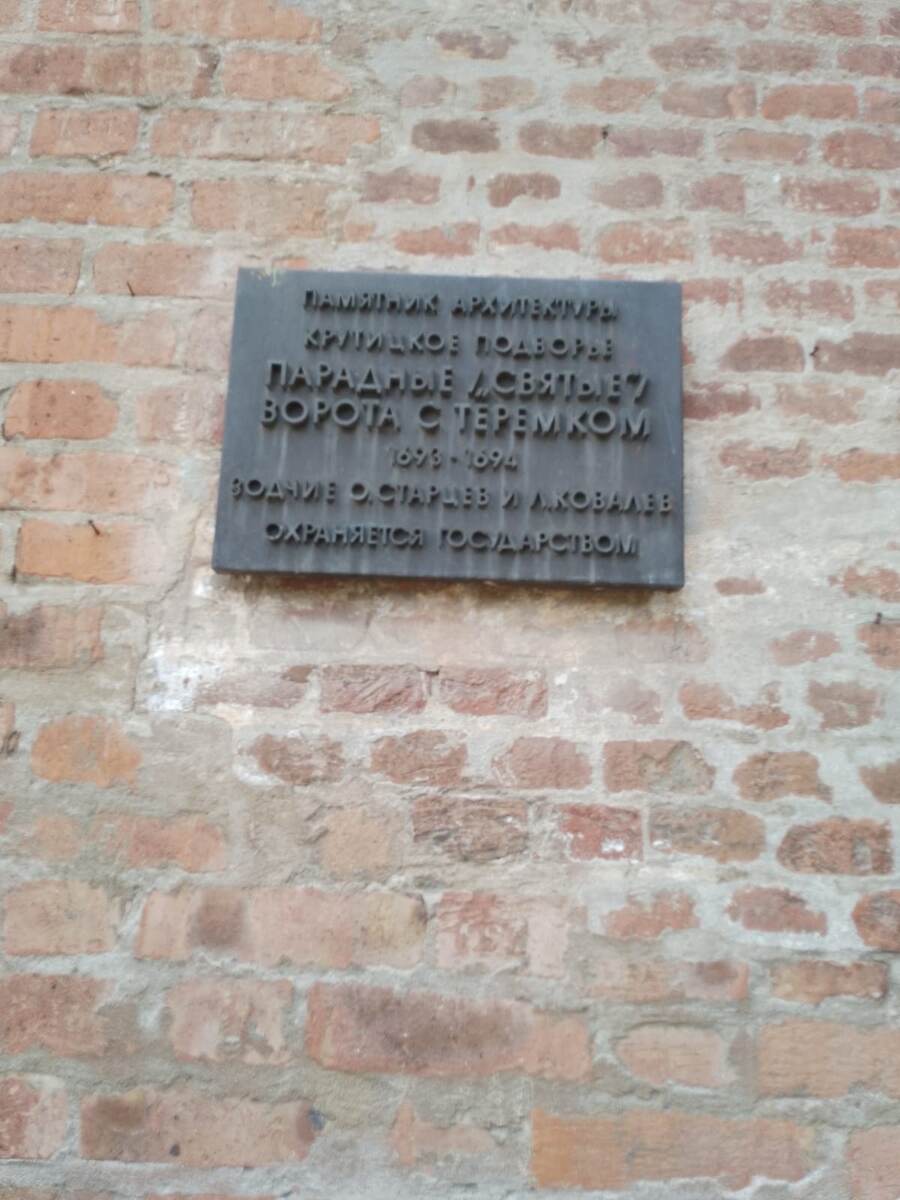 ПАМЯТНИК АРХИТЕКТУРЫ
КРУТИЦКОЕ ПОДВОРЬЕ
ПАРАДНЫЕ /„СВЯТЫЕ"/
ВОРОТА С ТЕРЕМКОМ
1693 - 1694
ЗОДЧИЕ О.СТАРЦЕВ И Л.КОВАЛЕВ
ОХРАНЯЕТСЯ ГОСУДАРСТВОМ